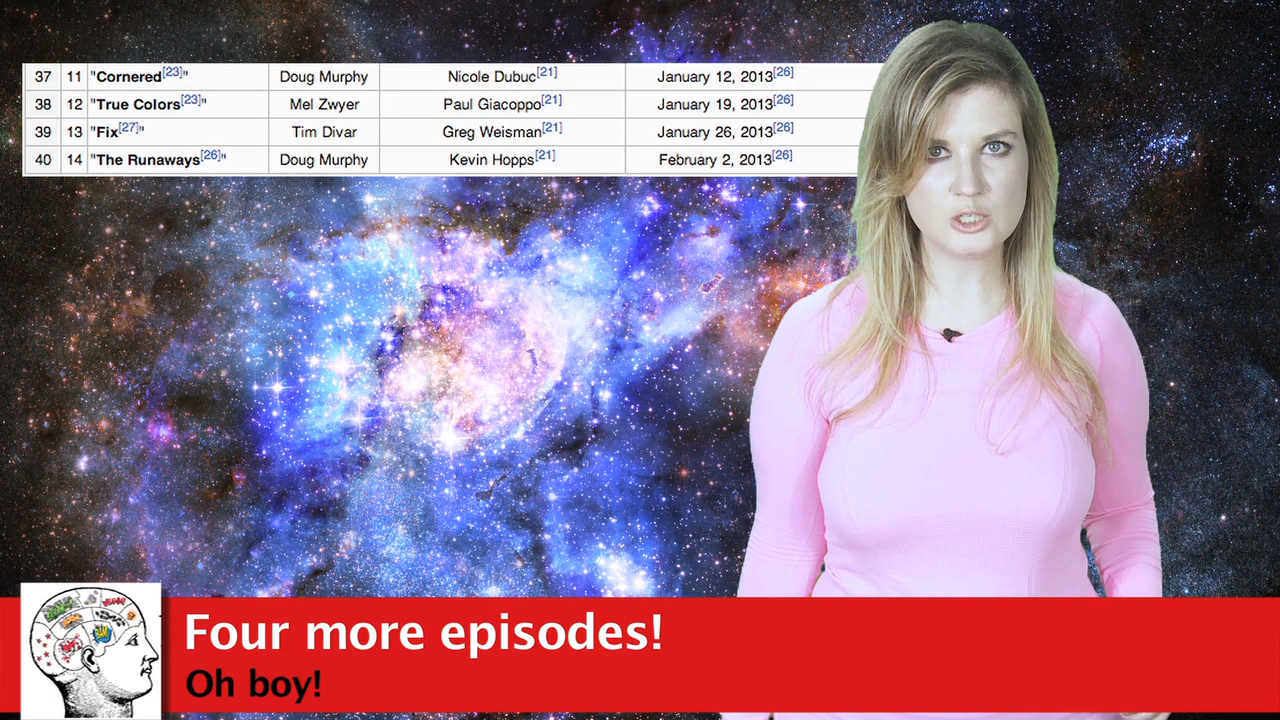 37 11 "Cornered[23]" Doug Murphy Nicole Dubuc[21] January 12, 2013[26]
38 12 "True Colors[23]" Mel Zwyer Paul Giacoppo[21] January 19, 2013[26]
39 13 "Fix[27]" Tim Divar Greg Weisman[21] January 26, 2013[26]
40 14 "The Runaways[26]" Doug Murphy Kevin Hopps[21] February 2, 2013[26]
Four more episodes!
Oh boy!